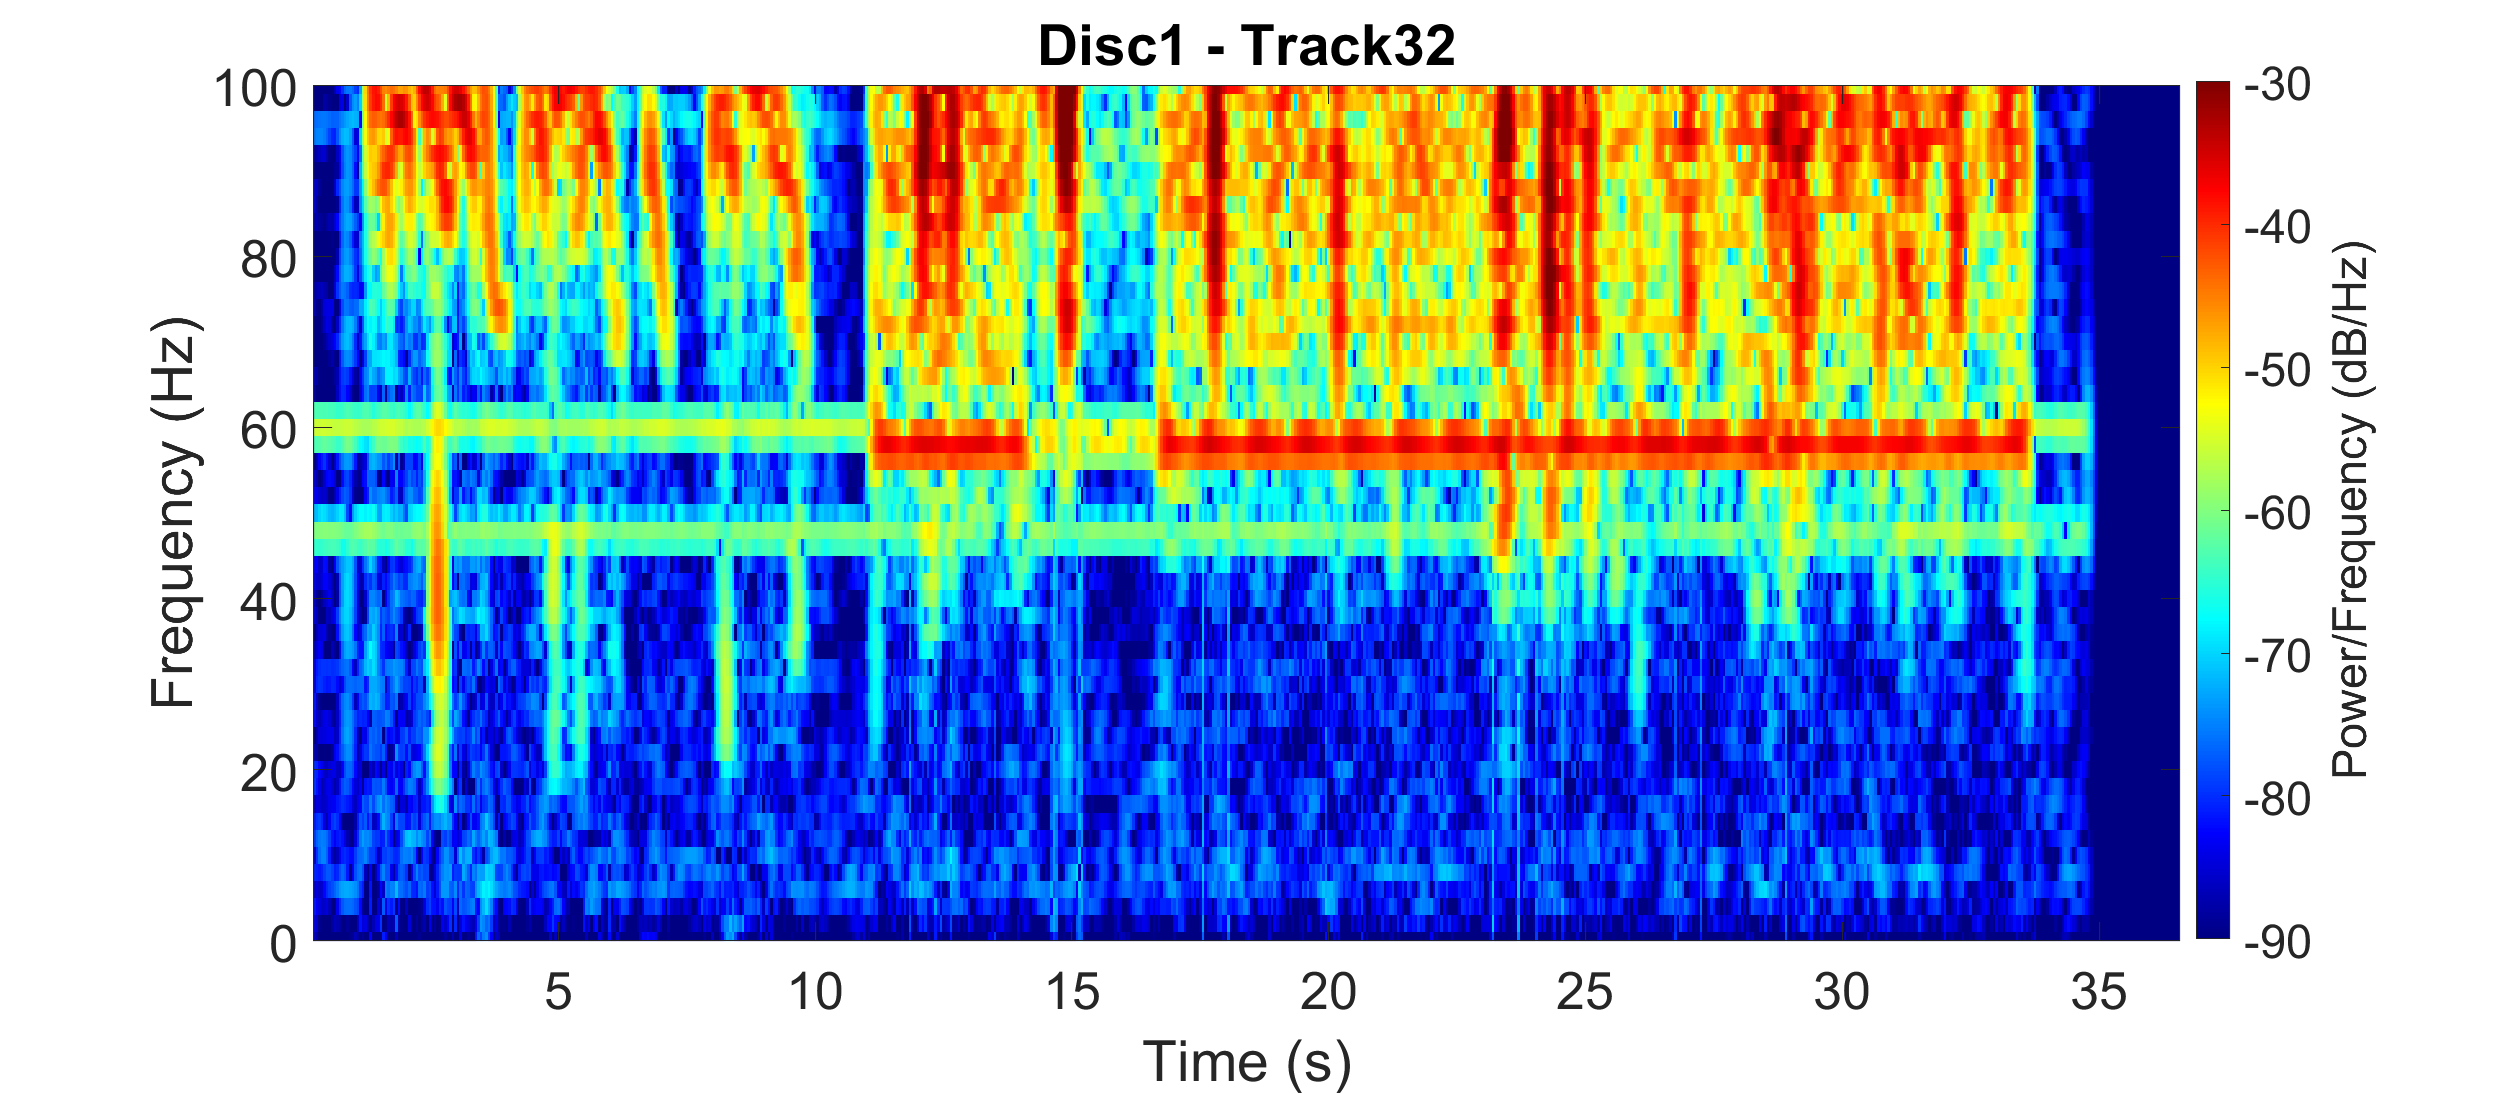 Disc1 - Track32
100
80
60
40
20
0
Frequency (Hz)
5 10 15 20 25 30 35
Time (s)
-30
-40
-50
-60
-70
-80
-90
Power/Frequency (dB/Hz)